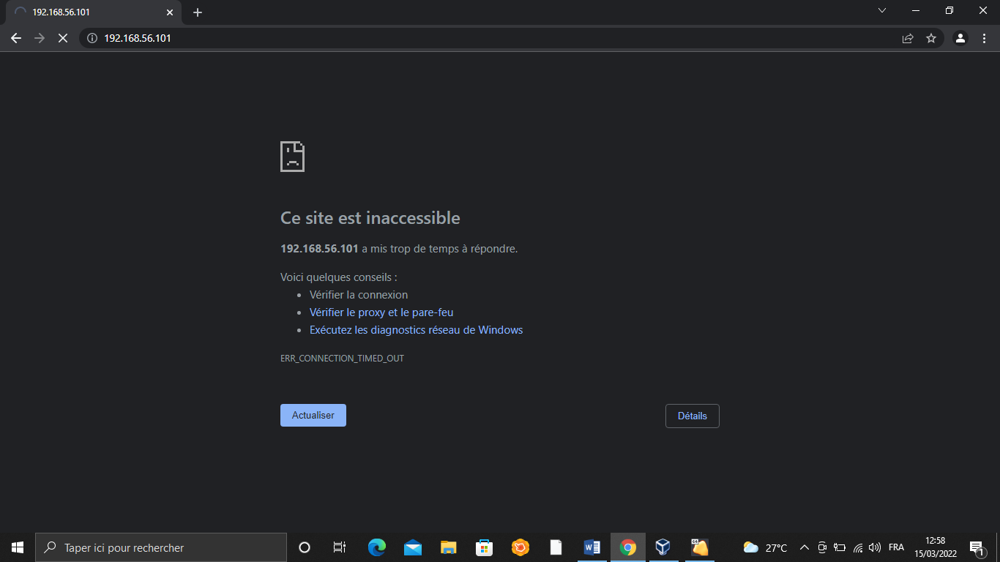 192.168.56.101
192.168.56.101
Ce site est inaccessible
192.168.56.101 a mis trop de temps à répondre.
Voici quelques conseils :
Vérifier la connexion
Vérifier le proxy et le pare-feu
Exécutez les diagnostics réseau de Windows
ERR_CONNECTION_TIMED_OUT
Actualiser
Détails
Taper ici pour rechercher
27°C
FRA
12:58
15/03/2022
1